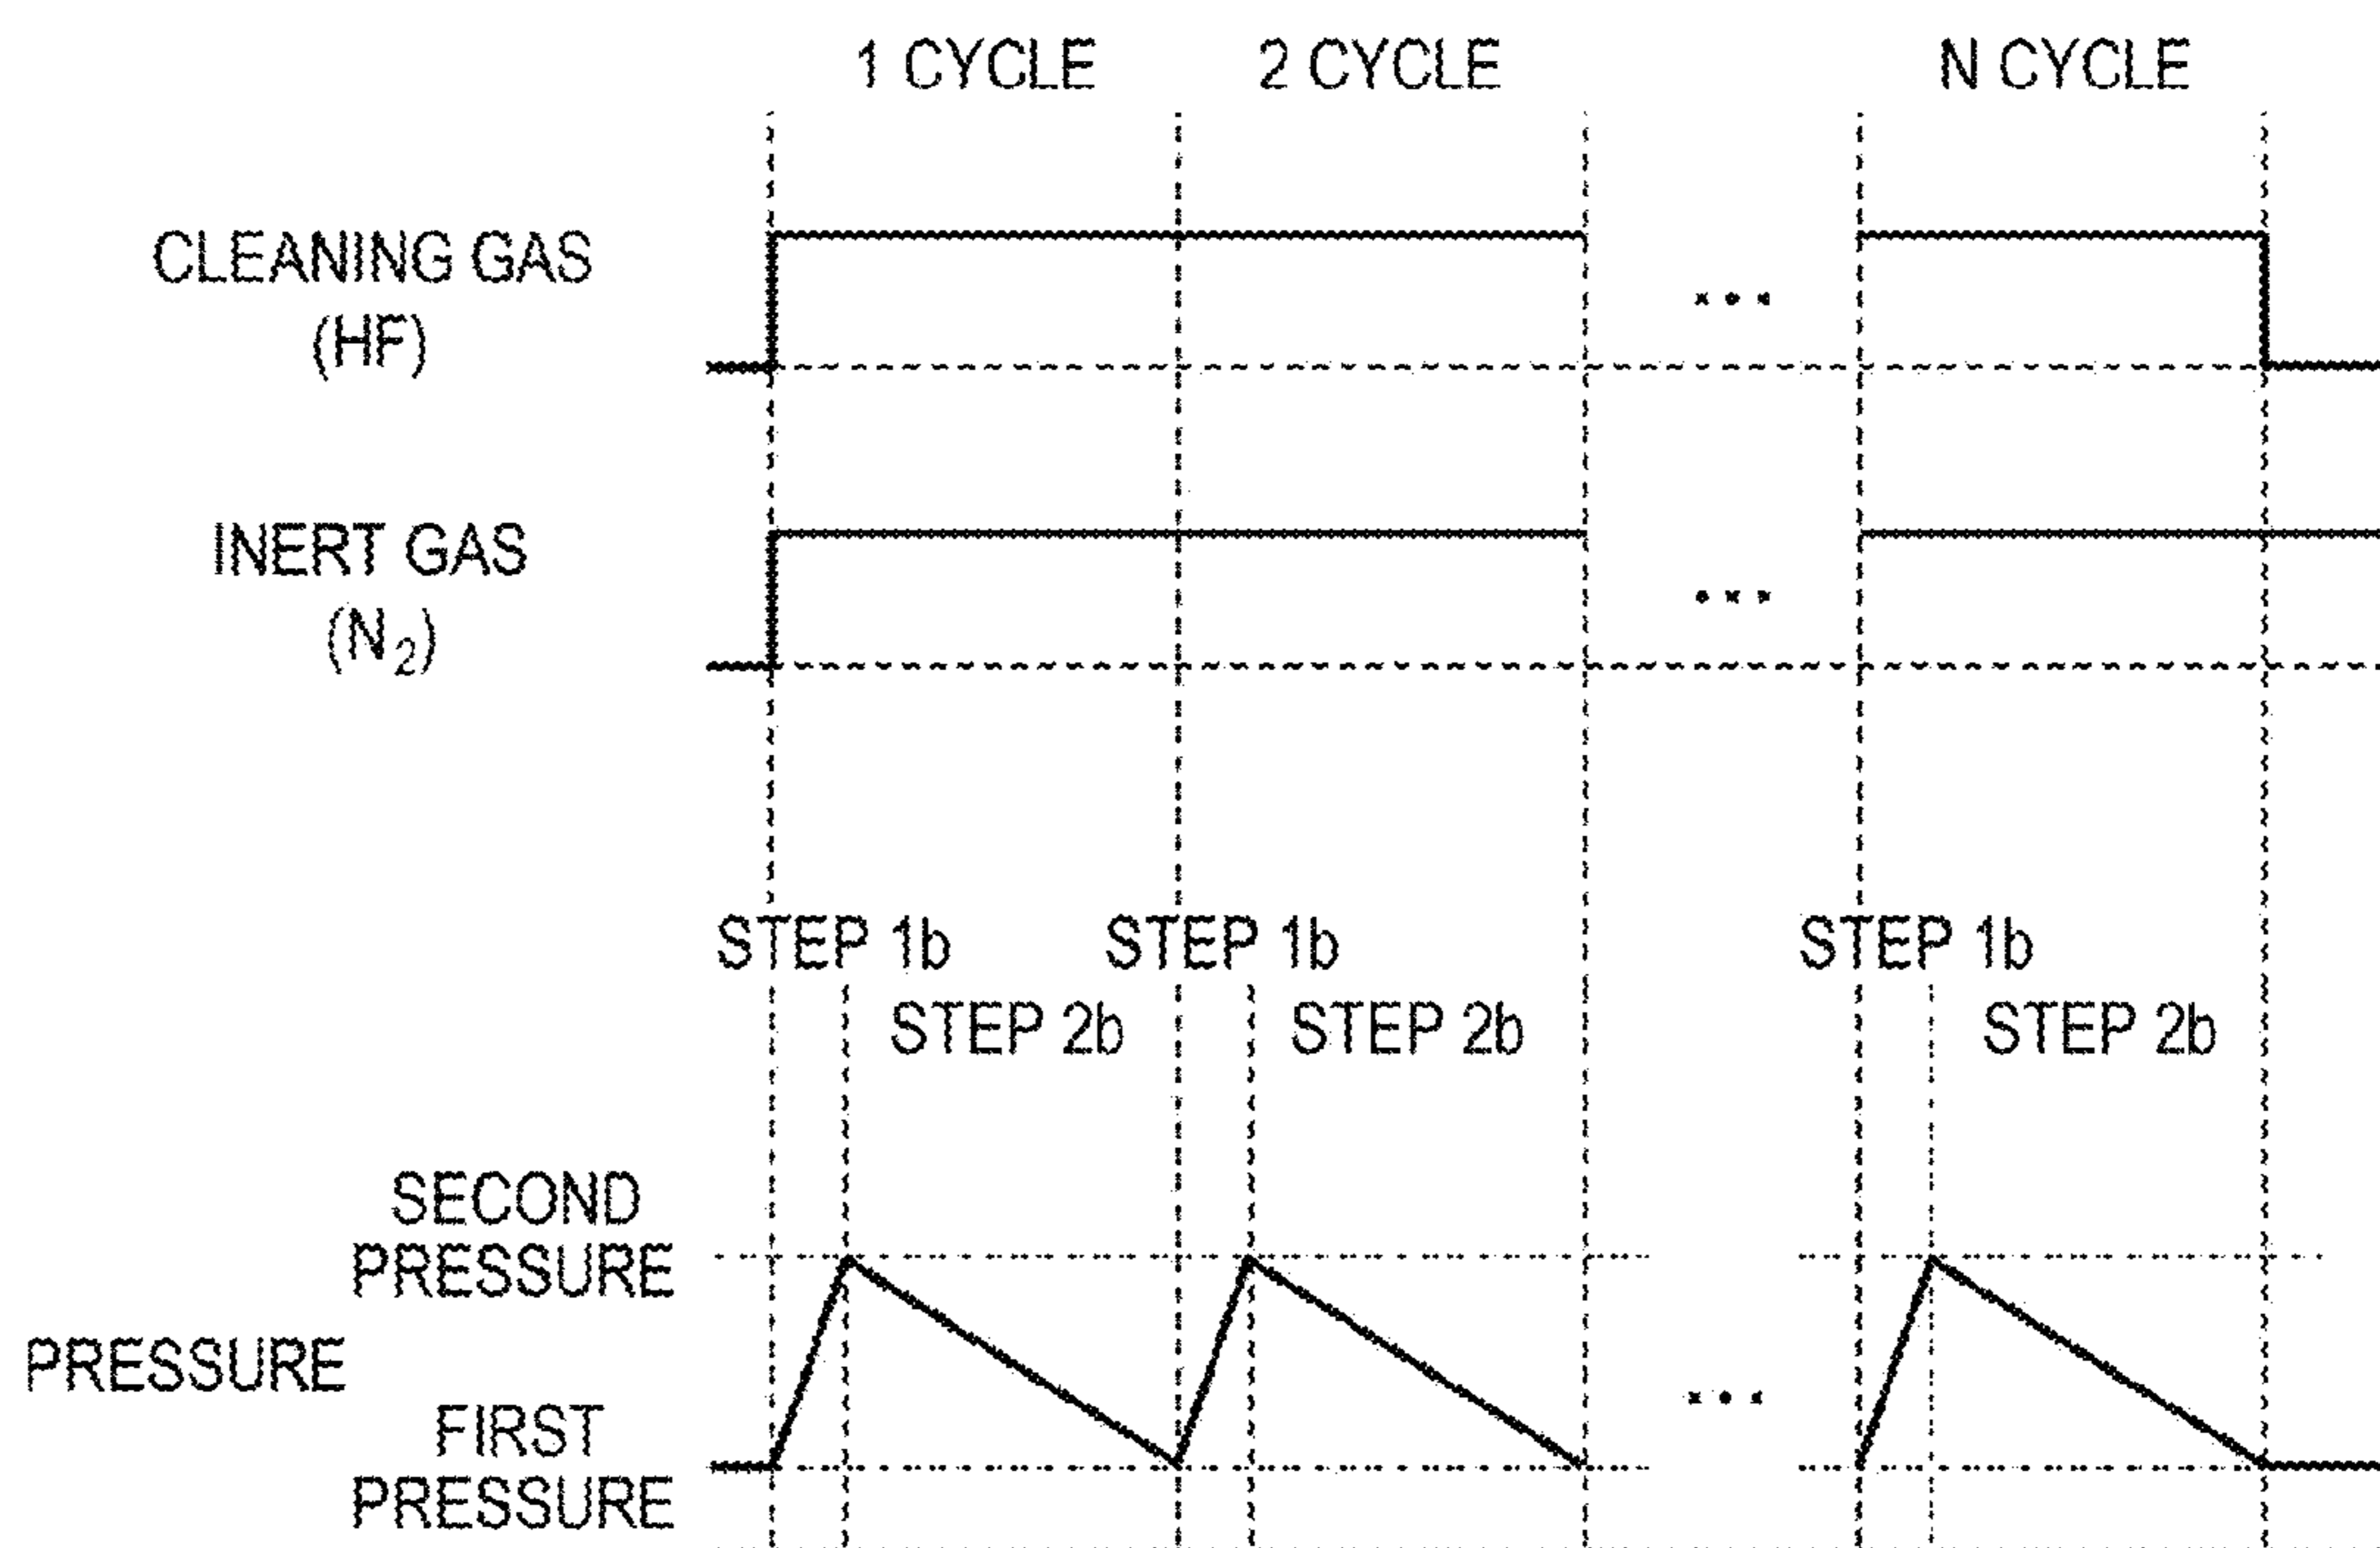 1 CYCLE 2 CYCLE N CYCLE
CLEANING GAS
(HF)
...
INERT GAS
(N₂)
...
STEP 1b STEP 1b STEP 1b
STEP 2b STEP 2b STEP 2b
SECOND
PRESSURE
PRESSURE
...
FIRST
PRESSURE